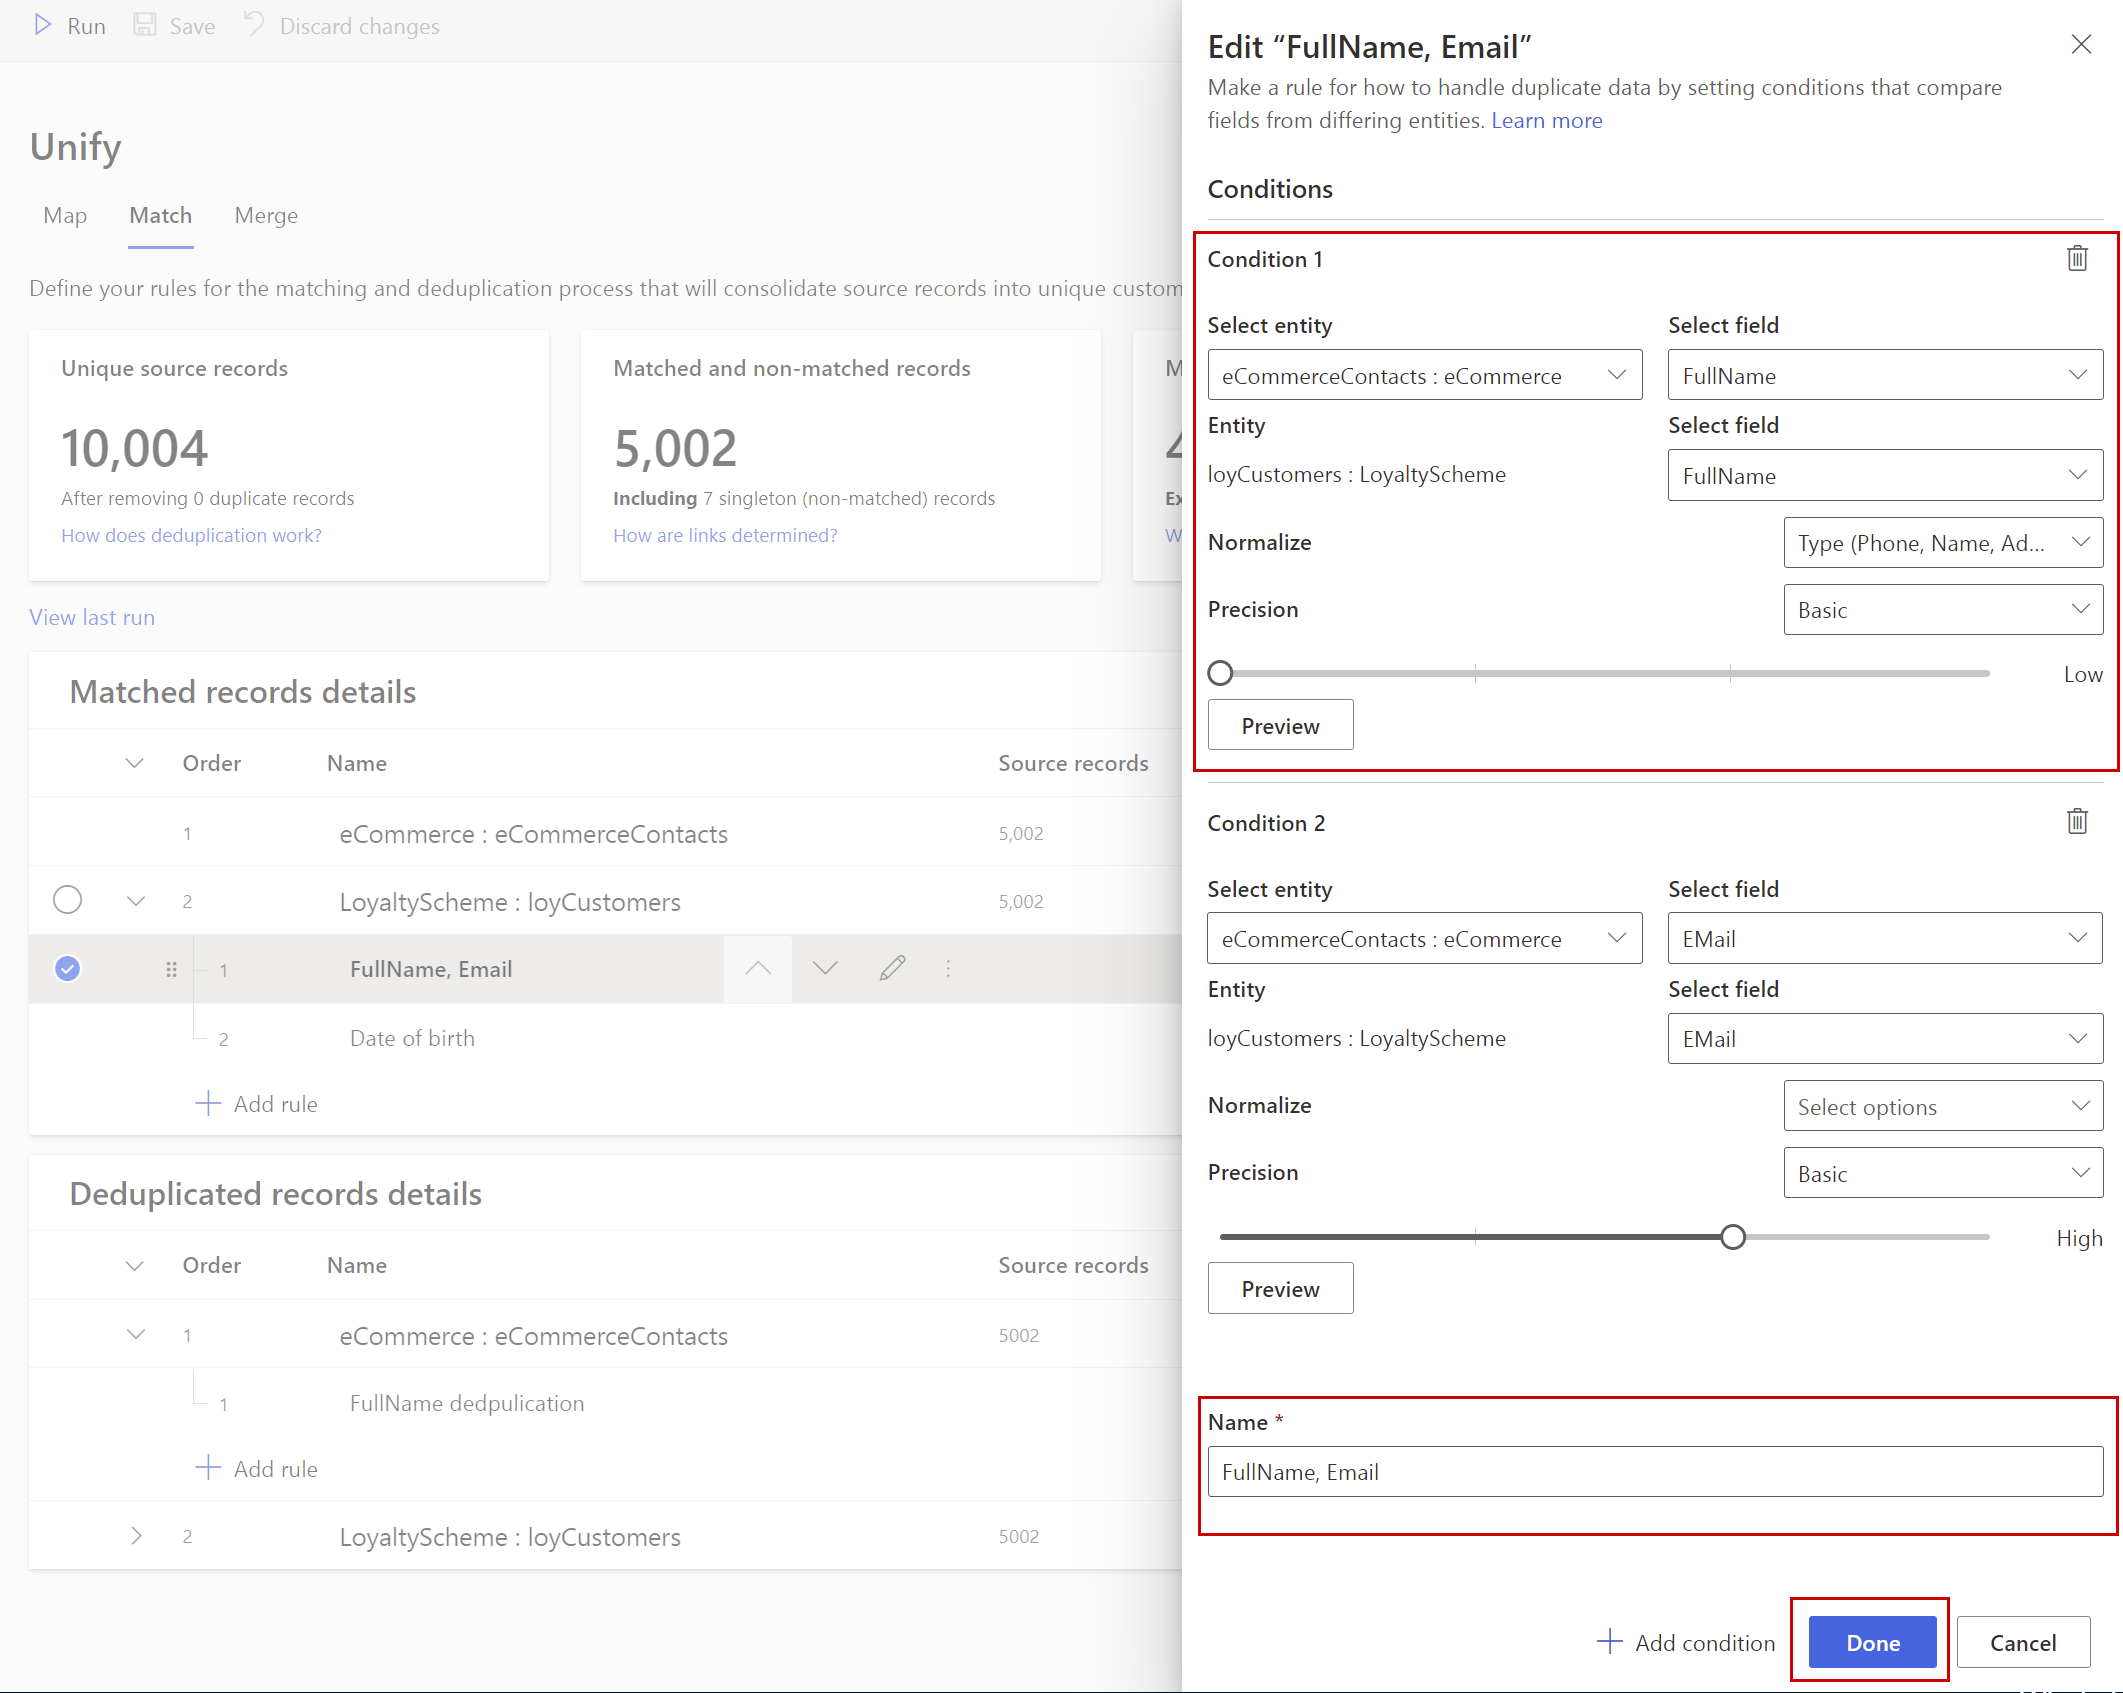 Run
Save
Discard changes
Unify
Map
Match
Merge
Define your rules for the matching and deduplication process that will consolidate source records into unique custom
Unique source records
10,004
After removing 0 duplicate records
How does deduplication work?
Matched and non-matched records
5,002
Including 7 singleton (non-matched) records
How are links determined?
View last run
Matched records details
Order Name Source records
1 eCommerce : eCommerceContacts 5,002
2 LoyaltyScheme : loyCustomers 5,002
1 FullName, Email
2 Date of birth
Add rule
Deduplicated records details
Order Name Source records
1 eCommerce : eCommerceContacts 5002
1 FullName dedpulication
Add rule
2 LoyaltyScheme : loyCustomers 5002
Edit “FullName, Email”
Make a rule for how to handle duplicate data by setting conditions that compare
fields from differing entities. Learn more
Conditions
Condition 1
Select entity Select field
eCommerceContacts : eCommerce FullName
Entity Select field
loyCustomers : LoyaltyScheme FullName
Normalize Type (Phone, Name, Ad...
Precision Basic
Low
Preview
Condition 2
Select entity Select field
eCommerceContacts : eCommerce EMail
Entity Select field
loyCustomers : LoyaltyScheme EMail
Normalize Select options
Precision Basic
High
Preview
Name *
FullName, Email
Add condition Done Cancel